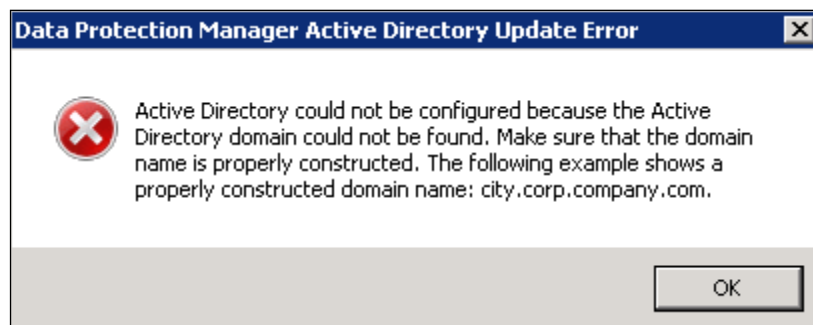 Data Protection Manager Active Directory Update Error
Active Directory could not be configured because the Active
Directory domain could not be found. Make sure that the domain
name is properly constructed. The following example shows a
properly constructed domain name: city.corp.company.com.
OK